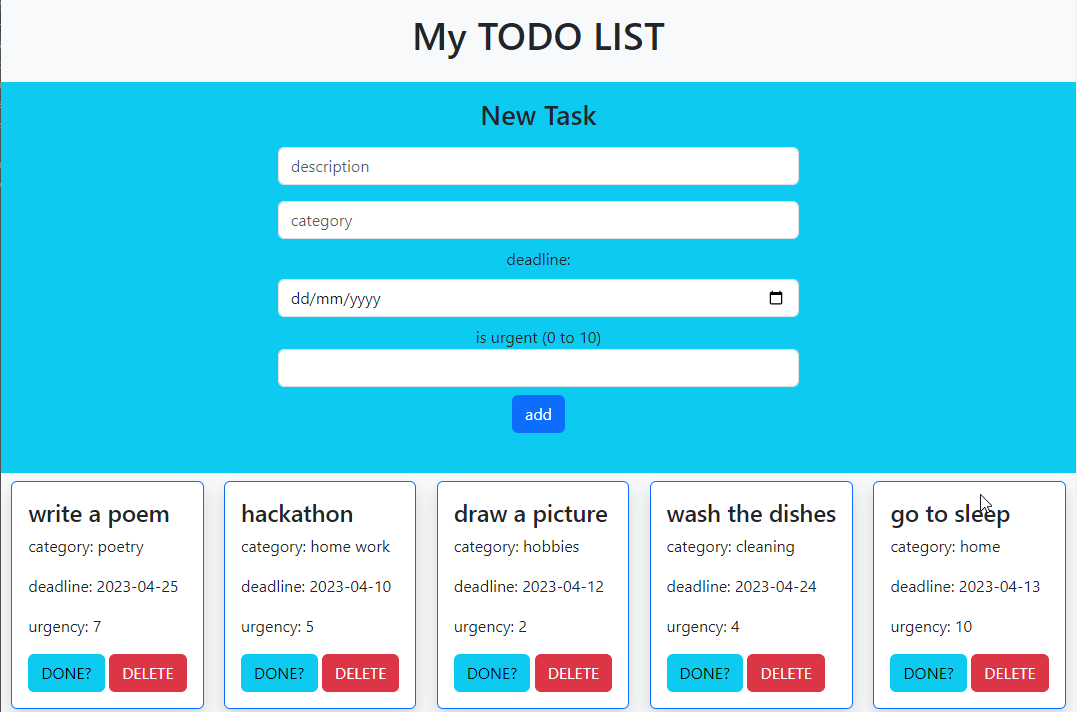 My TODO LIST
New Task
description
category
deadline:
dd/mm/yyyy
is urgent (0 to 10)
add
write a poem
category: poetry
deadline: 2023-04-25
urgency: 7
DONE? DELETE
hackathon
category: home work
deadline: 2023-04-10
urgency: 5
DONE? DELETE
draw a picture
category: hobbies
deadline: 2023-04-12
urgency: 2
DONE? DELETE
wash the dishes
category: cleaning
deadline: 2023-04-24
urgency: 4
DONE? DELETE
go to sleep
category: home
deadline: 2023-04-13
urgency: 10
DONE? DELETE